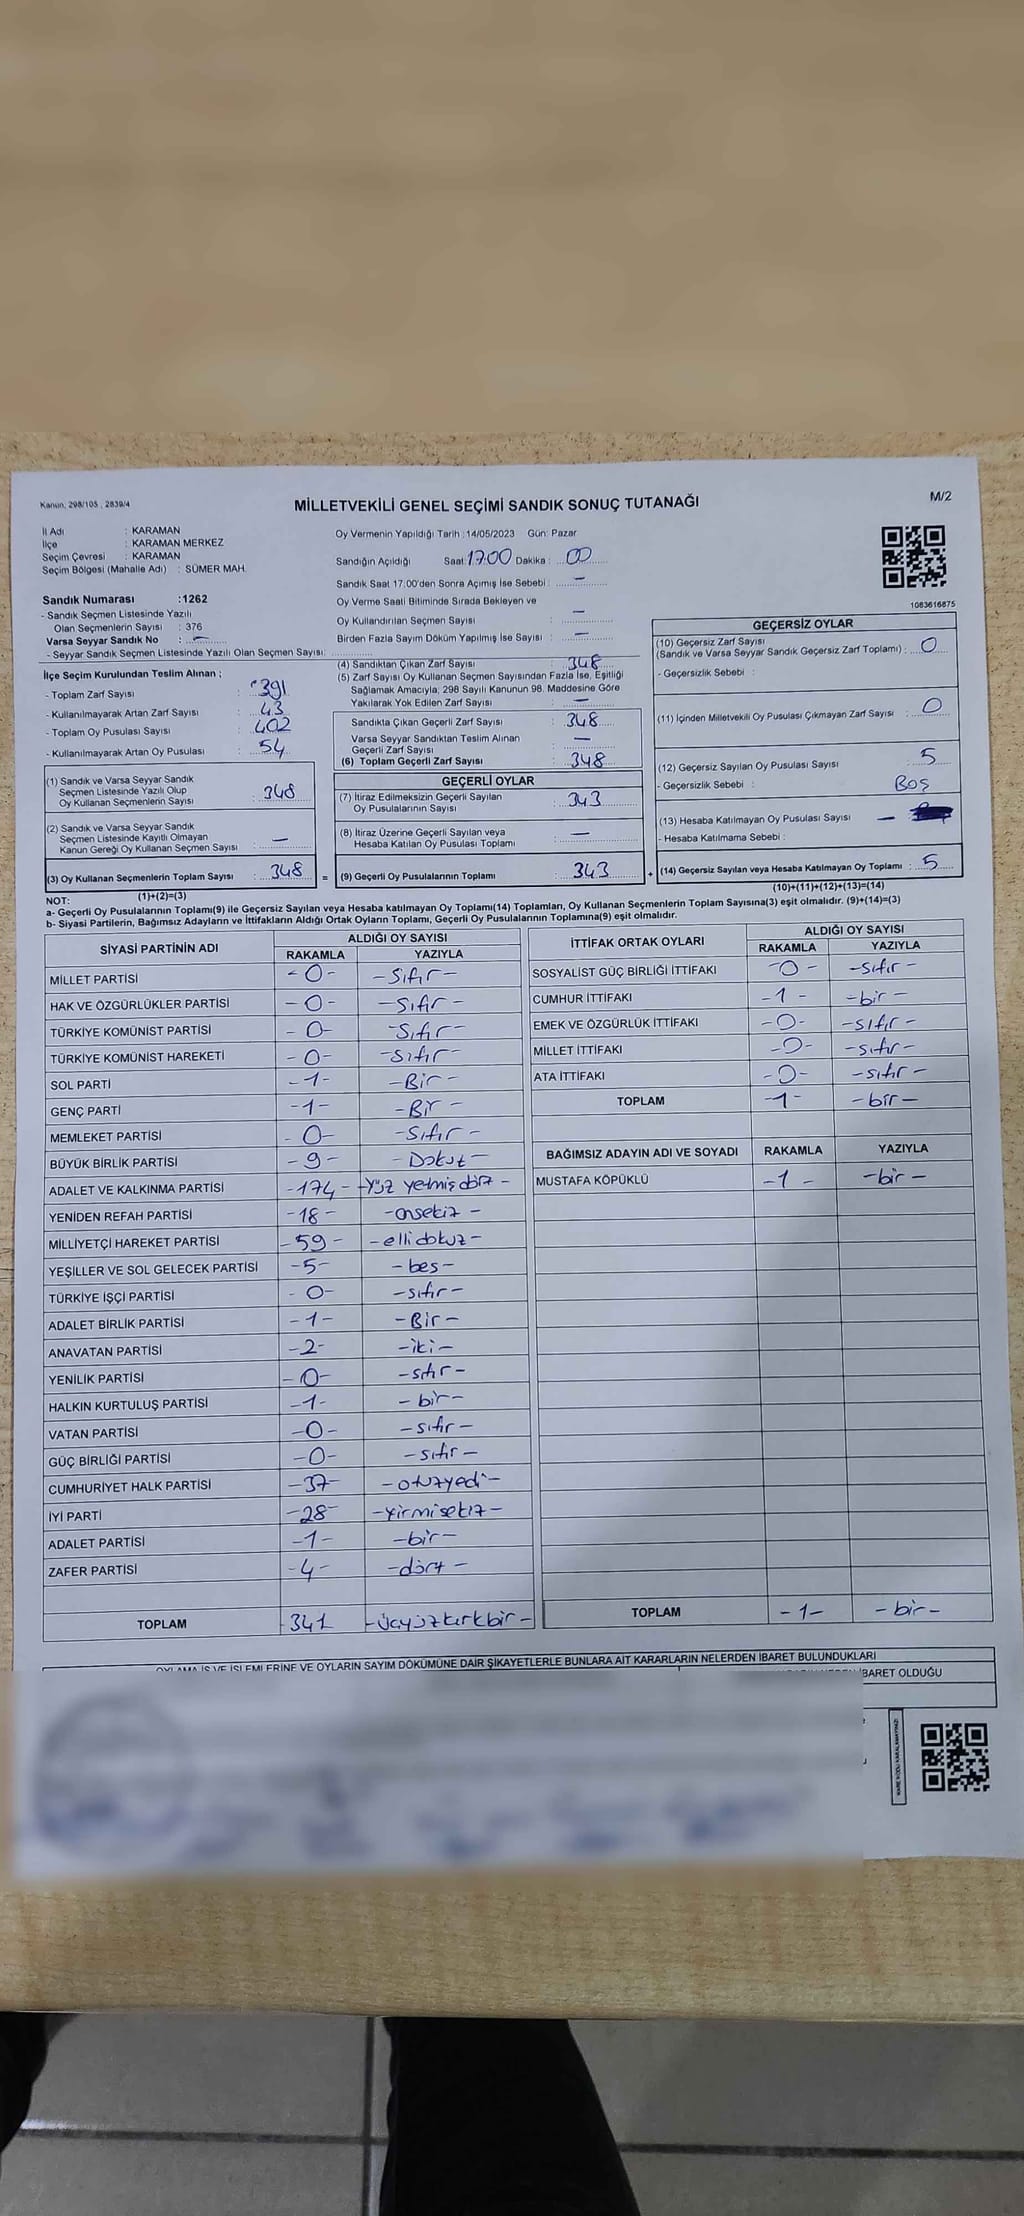 Kanun: 298/105 , 2839/4
MİLLETVEKİLİ GENEL SEÇİMİ SANDIK SONUÇ TUTANAĞI
M/2
İl Adı : KARAMAN
İlçe : KARAMAN MERKEZ
Seçim Çevresi : KARAMAN
Seçim Bölgesi (Mahalle Adı) : SÜMER MAH.
Sandık Numarası :1262
- Sandık Seçmen Listesinde Yazılı
Olan Seçmenlerin Sayısı : 376
Varsa Seyyar Sandık No : –
- Seyyar Sandık Seçmen Listesinde Yazılı Olan Seçmen Sayısı:
Oy Vermenin Yapıldığı Tarih :14/05/2023 Gün: Pazar
Sandığın Açıldığı Saat:17:00 Dakika : 00
Sandık Saat 17:00'den Sonra Açımış İse Sebebi : –
Oy Verme Saati Bitiminde Sırada Bekleyen ve
Oy Kullandırılan Seçmen Sayısı –
Birden Fazla Sayım Döküm Yapılmış İse Sayısı : –
1083616875
İlçe Seçim Kurulundan Teslim Alınan ;
- Toplam Zarf Sayısı : 391
- Kullanılmayarak Artan Zarf Sayısı : 43
- Toplam Oy Pusulası Sayısı : 402
- Kullanılmayarak Artan Oy Pusulası : 54
(1) Sandık ve Varsa Seyyar Sandık
Seçmen Listesinde Yazılı Olup
Oy Kullanan Seçmenlerin Sayısı : 348
(2) Sandık ve Varsa Seyyar Sandık
Seçmen Listesinde Kayıtlı Olmayan
Kanun Gereği Oy Kullanan Seçmen Sayısı : –
(3) Oy Kullanan Seçmenlerin Toplam Sayısı : 348 =
(1)+(2)=(3)
(4) Sandıktan Çıkan Zarf Sayısı : 348
(5) Zarf Sayısı Oy Kullanan Seçmen Sayısından Fazla İse, Eşitliği
Sağlamak Amacıyla; 298 Sayılı Kanunun 98. Maddesine Göre
Yakılarak Yok Edilen Zarf Sayısı : –
Sandıkta Çıkan Geçerli Zarf Sayısı : 348
Varsa Seyyar Sandıktan Teslim Alınan
Geçerli Zarf Sayısı : –
(6) Toplam Geçerli Zarf Sayısı : 348
GEÇERLİ OYLAR
(7) İtiraz Edilmeksizin Geçerli Sayılan
Oy Pusulalarının Sayısı : 343
(8) İtiraz Üzerine Geçerli Sayılan veya
Hesaba Katılan Oy Pusulası Toplamı : –
(9) Geçerli Oy Pusulalarının Toplamı : 343 +
GEÇERSİZ OYLAR
(10) Geçersiz Zarf Sayısı
(Sandık ve Varsa Seyyar Sandık Geçersiz Zarf Toplamı) : 0
- Geçersizlik Sebebi :
(11) İçinden Milletvekili Oy Pusulası Çıkmayan Zarf Sayısı : 0
(12) Geçersiz Sayılan Oy Pusulası Sayısı : 5
- Geçersizlik Sebebi : Boş
(13) Hesaba Katılmayan Oy Pusulası Sayısı –
- Hesaba Katılmama Sebebi :
(14) Geçersiz Sayılan veya Hesaba Katılmayan Oy Toplamı : 5
(10)+(11)+(12)+(13)=(14)
NOT:
a- Geçerli Oy Pusulalarının Toplamı(9) ile Geçersiz Sayılan veya Hesaba katılmayan Oy Toplamı(14) Toplamları, Oy Kullanan Seçmenlerin Toplam Sayısına(3) eşit olmalıdır. (9)+(14)=(3)
b- Siyasi Partilerin, Bağımsız Adayların ve İttifakların Aldığı Ortak Oyların Toplamı, Geçerli Oy Pusulalarının Toplamına(9) eşit olmalıdır.
SİYASİ PARTİNİN ADI ALDIĞI OY SAYISI
RAKAMLA YAZIYLA
MİLLET PARTİSİ -0- -Sıfır-
HAK VE ÖZGÜRLÜKLER PARTİSİ -0- -Sıfır-
TÜRKİYE KOMÜNİST PARTİSİ -0- -Sıfır-
TÜRKİYE KOMÜNİST HAREKETİ -0- -sıfır-
SOL PARTİ -1- -Bir-
GENÇ PARTİ -1- -Bir-
MEMLEKET PARTİSİ -0- -Sıfır-
BÜYÜK BİRLİK PARTİSİ -9- -Dokuz-
ADALET VE KALKINMA PARTİSİ -174- -Yüz yetmiş dört-
YENİDEN REFAH PARTİSİ -18- -onsekiz-
MİLLİYETÇİ HAREKET PARTİSİ -59- -elli dokuz-
YEŞİLLER VE SOL GELECEK PARTİSİ -5- -beş-
TÜRKİYE İŞÇİ PARTİSİ -0- -sıfır-
ADALET BİRLİK PARTİSİ -1- -Bir-
ANAVATAN PARTİSİ -2- -iki-
YENİLİK PARTİSİ -0- -sıfır-
HALKIN KURTULUŞ PARTİSİ -1- -bir-
VATAN PARTİSİ -0- -sıfır-
GÜÇ BİRLİĞİ PARTİSİ -0- -sıfır-
CUMHURİYET HALK PARTİSİ -37- -otuzyedi-
İYİ PARTİ -28- -yirmisekiz-
ADALET PARTİSİ -1- -bir-
ZAFER PARTİSİ -4- -dört-
TOPLAM -341 -üçyüzkırkbir-
İTTİFAK ORTAK OYLARI ALDIĞI OY SAYISI
RAKAMLA YAZIYLA
SOSYALİST GÜÇ BİRLİĞİ İTTİFAKI -0- -sıfır-
CUMHUR İTTİFAKI -1- -bir-
EMEK VE ÖZGÜRLÜK İTTİFAKI -0- -sıfır-
MİLLET İTTİFAKI -0- -sıfır-
ATA İTTİFAKI -0- -sıfır-
TOPLAM -1- -bir-
BAĞIMSIZ ADAYIN ADI VE SOYADI RAKAMLA YAZIYLA
MUSTAFA KÖPÜKLÜ -1- -bir-
TOPLAM -1- -bir-
OYLAMA İŞ VE İŞLEMLERİNE VE OYLARIN SAYIM DÖKÜMÜNE DAİR ŞİKAYETLERLE BUNLARA AİT KARARLARIN NELERDEN İBARET BULUNDUKLARI
İBARET OLDUĞU